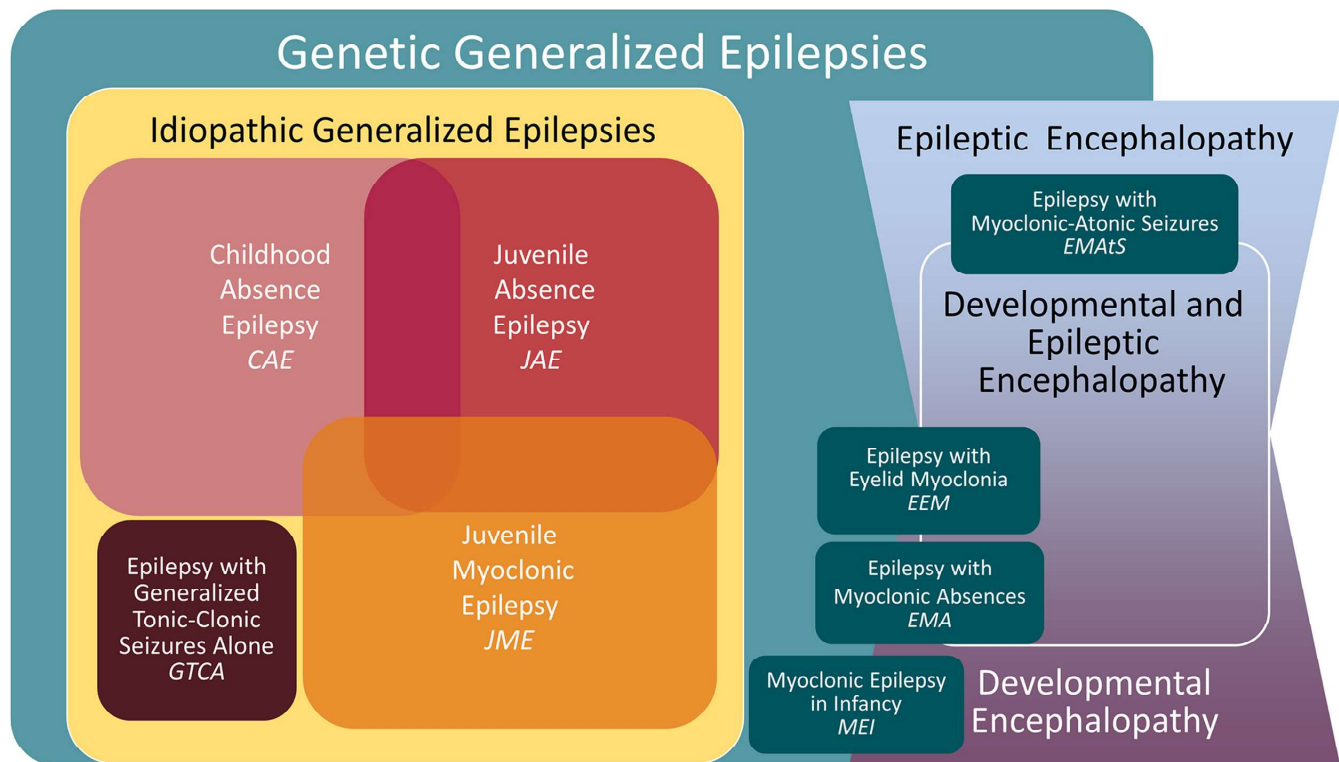 Genetic Generalized Epilepsies
Idiopathic Generalized Epilepsies
Childhood
Absence
Epilepsy
CAE
Juvenile
Absence
Epilepsy
JAE
Epilepsy with
Generalized
Tonic-Clonic
Seizures Alone
GTCA
Juvenile
Myoclonic
Epilepsy
JME
Epileptic Encephalopathy
Epilepsy with
Myoclonic-Atonic Seizures
EMAtS
Developmental and
Epileptic
Encephalopathy
Epilepsy with
Eyelid Myoclonia
EEM
Epilepsy with
Myoclonic Absences
EMA
Myoclonic Epilepsy
in Infancy
MEI
Developmental
Encephalopathy